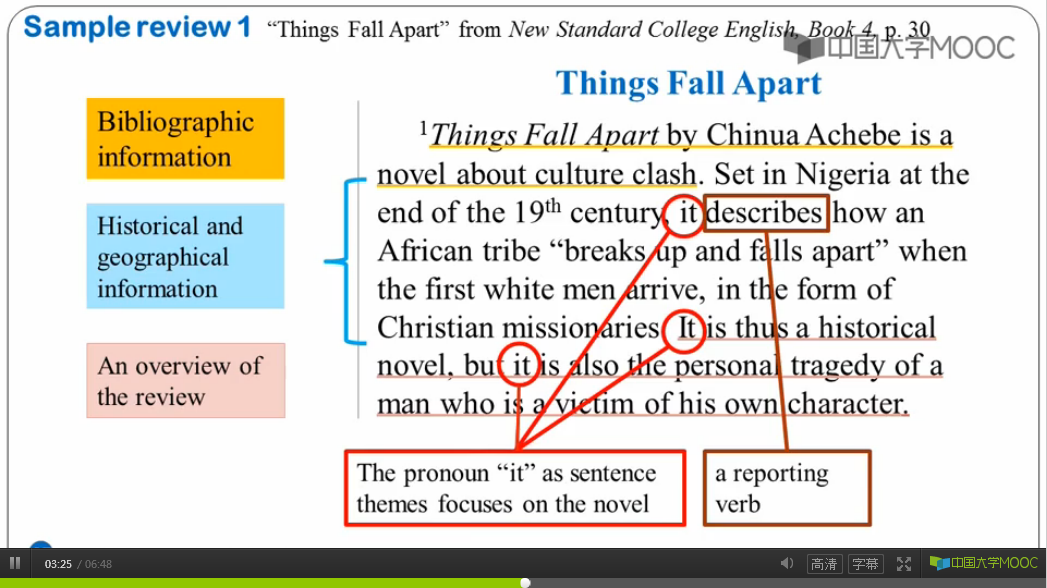 Sample review 1 “Things Fall Apart” from New Standard College English, Book 4, p. 30
中国大学MOOC
Things Fall Apart
Bibliographic
information
Historical and
geographical
information
An overview of
the review
¹Things Fall Apart by Chinua Achebe is a
novel about culture clash. Set in Nigeria at the
end of the 19th century, it describes how an
African tribe “breaks up and falls apart” when
the first white men arrive, in the form of
Christian missionaries. It is thus a historical
novel, but it is also the personal tragedy of a
man who is a victim of his own character.
The pronoun “it” as sentence
themes focuses on the novel
a reporting
verb
03:25 / 06:48
高清
字幕
中国大学MOOC